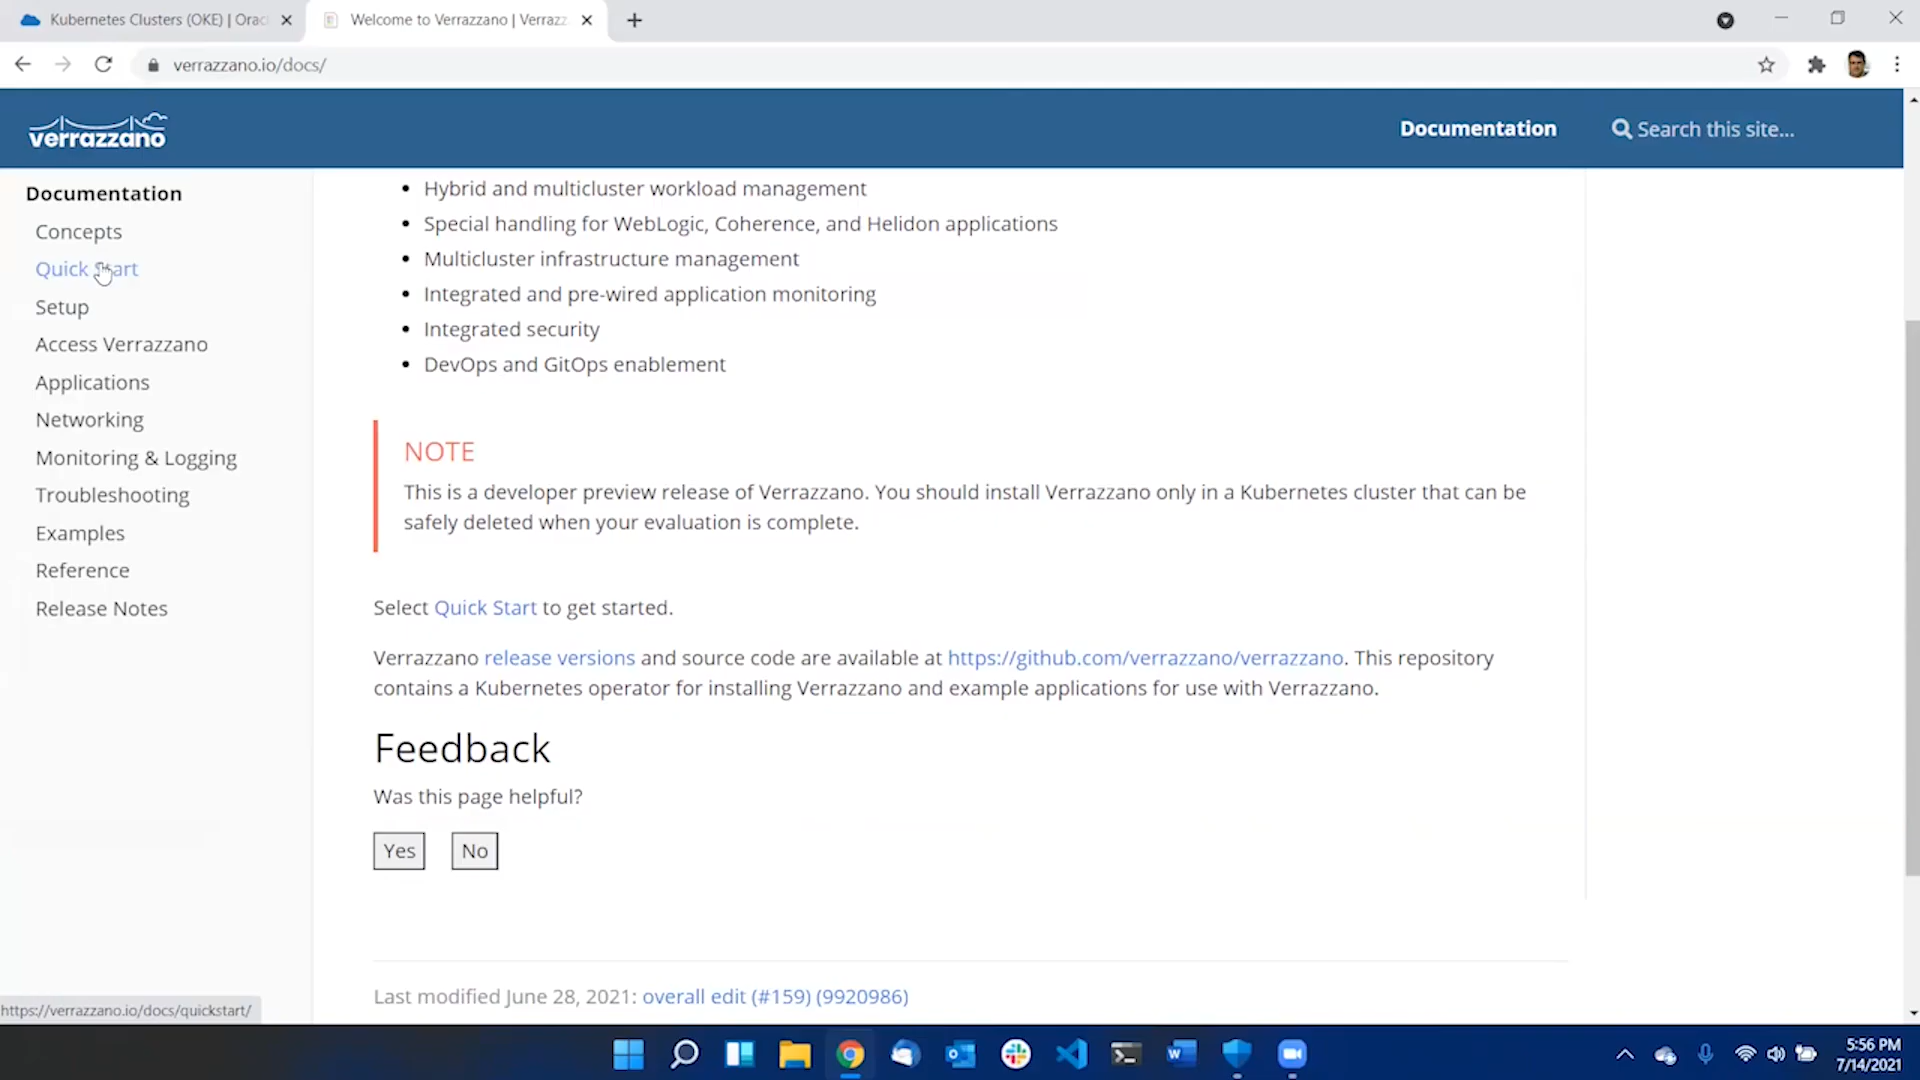 Kubernetes Clusters (OKE) | Orac
Welcome to Verrazzano | Verraz
verrazzano.io/docs/
verrazzano
Documentation
Search this site...
Documentation
Concepts
Quick Start
Setup
Access Verrazzano
Applications
Networking
Monitoring & Logging
Troubleshooting
Examples
Reference
Release Notes
• Hybrid and multicluster workload management
• Special handling for WebLogic, Coherence, and Helidon applications
• Multicluster infrastructure management
• Integrated and pre-wired application monitoring
• Integrated security
• DevOps and GitOps enablement
NOTE
This is a developer preview release of Verrazzano. You should install Verrazzano only in a Kubernetes cluster that can be
safely deleted when your evaluation is complete.
Select Quick Start to get started.
Verrazzano release versions and source code are available at https://github.com/verrazzano/verrazzano. This repository
contains a Kubernetes operator for installing Verrazzano and example applications for use with Verrazzano.
Feedback
Was this page helpful?
Yes
No
Last modified June 28, 2021: overall edit (#159) (9920986)
https://verrazzano.io/docs/quickstart/
5:56 PM
7/14/2021